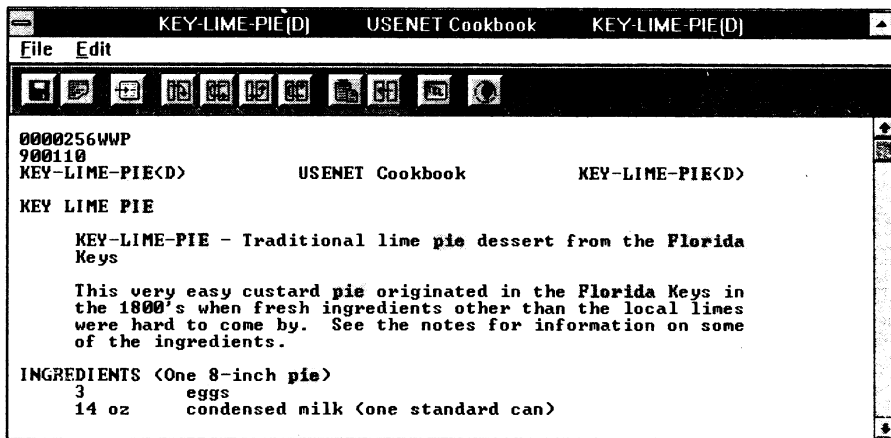 KEY-LIME-PIE(D) USENET Cookbook KEY-LIME-PIE(D)
File Edit
0000256WWP
900110
KEY-LIME-PIE(D) USENET Cookbook KEY-LIME-PIE(D)
KEY LIME PIE
KEY-LIME-PIE - Traditional lime pie dessert from the Florida
Keys
This very easy custard pie originated in the Florida Keys in
the 1800's when fresh ingredients other than the local limes
were hard to come by. See the notes for information on some
of the ingredients.
INGREDIENTS (One 8-inch pie)
3 eggs
14 oz condensed milk (one standard can)